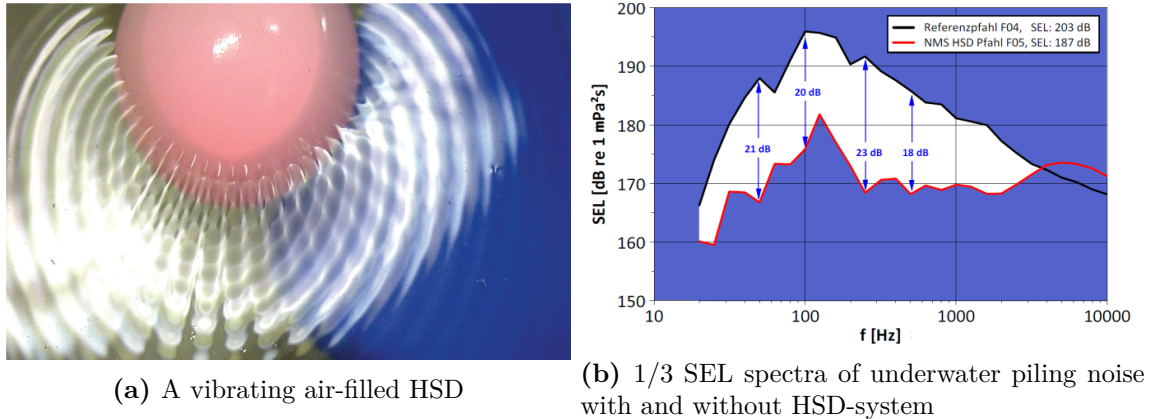 200
190
180
170
160
150
SEL [dB re 1 mPa²s]
Referenzpfahl F04, SEL: 203 dB
NMS HSD Pfahl F05, SEL: 187 dB
21 dB
20 dB
23 dB
18 dB
10
100
1000
10000
f [Hz]
(a) A vibrating air-filled HSD
(b) 1/3 SEL spectra of underwater piling noise
with and without HSD-system